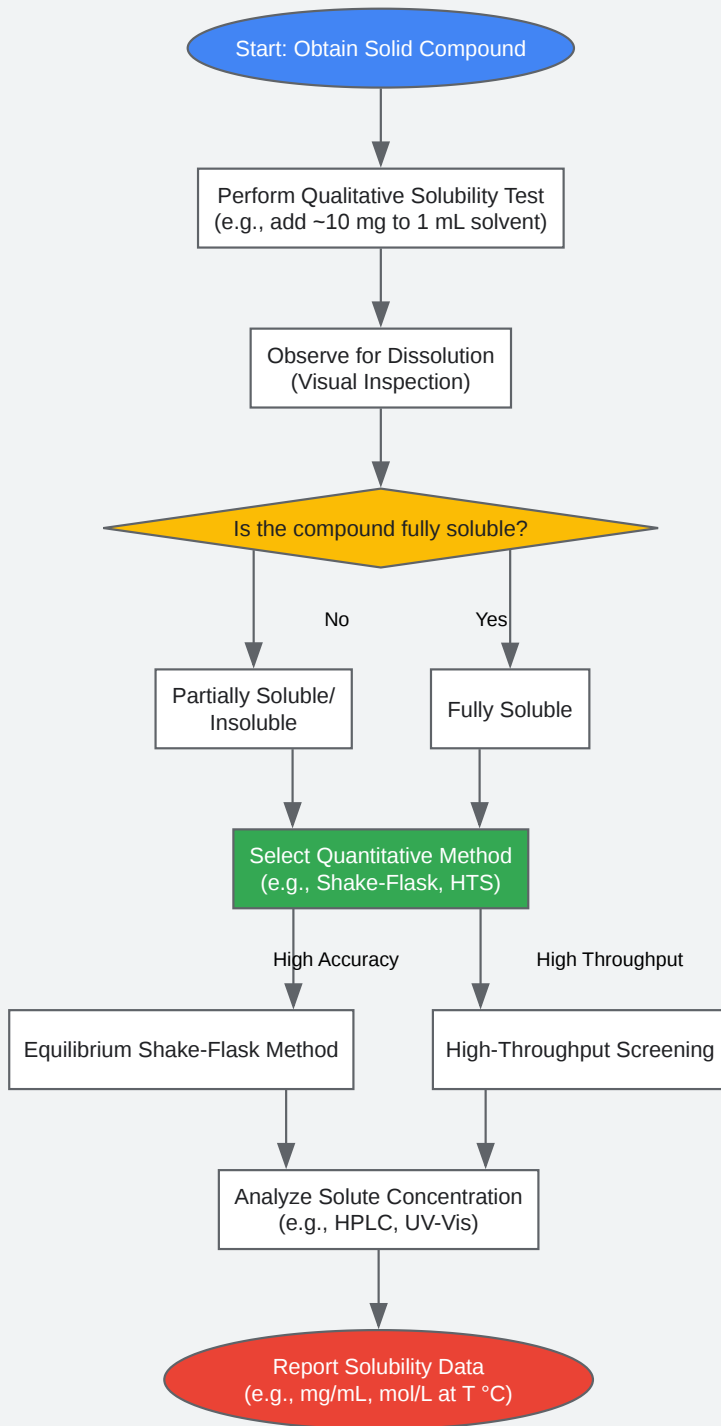 Start: Obtain Solid Compound
Perform Qualitative Solubility Test
(e.g., add ~10 mg to 1 mL solvent)
Observe for Dissolution
(Visual Inspection)
Is the compound fully soluble?
No
Yes
Partially Soluble/
Insoluble
Fully Soluble
Select Quantitative Method
(e.g., Shake-Flask, HTS)
High Accuracy
High Throughput
Equilibrium Shake-Flask Method
High-Throughput Screening
Analyze Solute Concentration
(e.g., HPLC, UV-Vis)
Report Solubility Data
(e.g., mg/mL, mol/L at T °C)